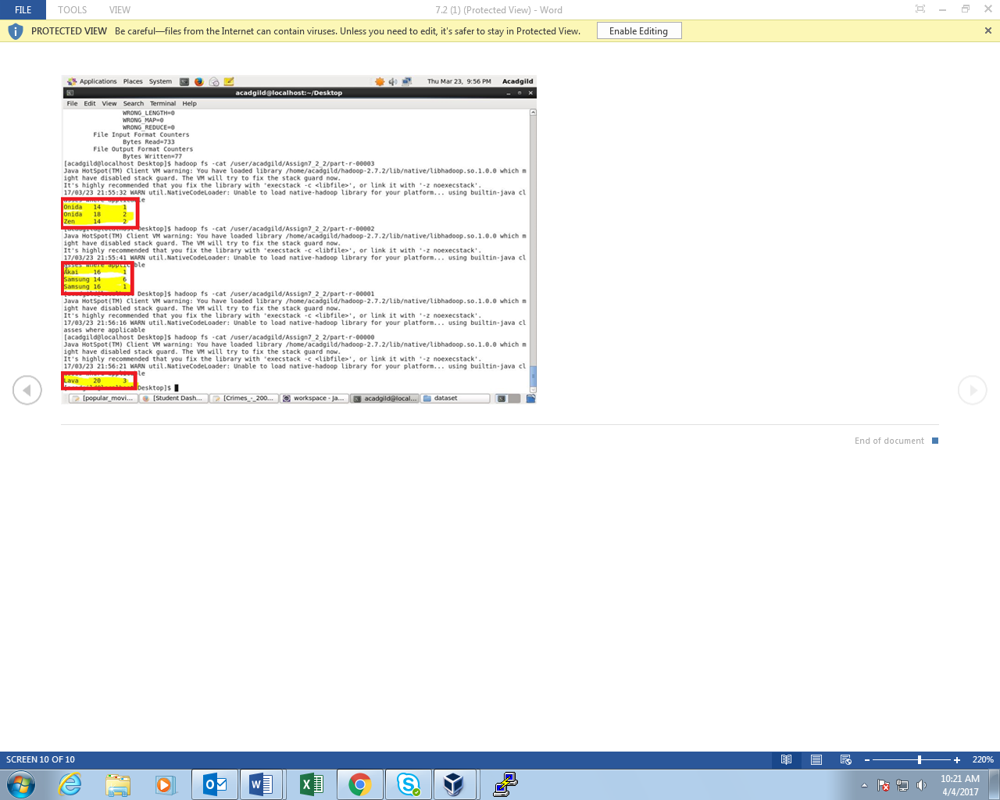 FILE TOOLS VIEW 7.2 (1) (Protected View) - Word
PROTECTED VIEW Be careful—files from the Internet can contain viruses. Unless you need to edit, it's safer to stay in Protected View. Enable Editing
Applications Places System Thu Mar 23, 9:56 PM Acadgild
acadgild@localhost:~/Desktop
File Edit View Search Terminal Help
WRONG_LENGTH=0
WRONG_MAP=0
WRONG_REDUCE=0
File Input Format Counters
Bytes Read=733
File Output Format Counters
Bytes Written=77
[acadgild@localhost Desktop]$ hadoop fs -cat /user/acadgild/Assign7_2_2/part-r-00003
Java HotSpot(TM) Client VM warning: You have loaded library /home/acadgild/hadoop-2.7.2/lib/native/libhadoop.so.1.0.0 which m
ight have disabled stack guard. The VM will try to fix the stack guard now.
It's highly recommended that you fix the library with 'execstack -c <libfile>', or link it with '-z noexecstack'.
17/03/23 21:55:32 WARN util.NativeCodeLoader: Unable to load native-hadoop library for your platform... using builtin-java cl
asses where applicable
Onida 14 1
Onida 18 2
Zen 14 2
[acadgild@localhost Desktop]$ hadoop fs -cat /user/acadgild/Assign7_2_2/part-r-00002
Java HotSpot(TM) Client VM warning: You have loaded library /home/acadgild/hadoop-2.7.2/lib/native/libhadoop.so.1.0.0 which m
ight have disabled stack guard. The VM will try to fix the stack guard now.
It's highly recommended that you fix the library with 'execstack -c <libfile>', or link it with '-z noexecstack'.
17/03/23 21:55:41 WARN util.NativeCodeLoader: Unable to load native-hadoop library for your platform... using builtin-java cl
asses where applicable
Akai 16 1
Samsung 14 6
Samsung 16 1
[acadgild@localhost Desktop]$ hadoop fs -cat /user/acadgild/Assign7_2_2/part-r-00001
Java HotSpot(TM) Client VM warning: You have loaded library /home/acadgild/hadoop-2.7.2/lib/native/libhadoop.so.1.0.0 which m
ight have disabled stack guard. The VM will try to fix the stack guard now.
It's highly recommended that you fix the library with 'execstack -c <libfile>', or link it with '-z noexecstack'.
17/03/23 21:56:16 WARN util.NativeCodeLoader: Unable to load native-hadoop library for your platform... using builtin-java cl
asses where applicable
[acadgild@localhost Desktop]$ hadoop fs -cat /user/acadgild/Assign7_2_2/part-r-00000
Java HotSpot(TM) Client VM warning: You have loaded library /home/acadgild/hadoop-2.7.2/lib/native/libhadoop.so.1.0.0 which m
ight have disabled stack guard. The VM will try to fix the stack guard now.
It's highly recommended that you fix the library with 'execstack -c <libfile>', or link it with '-z noexecstack'.
17/03/23 21:56:21 WARN util.NativeCodeLoader: Unable to load native-hadoop library for your platform... using builtin-java cl
asses where applicable
Lava 20 3
[acadgild@localhost Desktop]$
[popular_movi... [Student Dash... [Crimes_-_200... workspace - Ja... acadgild@local... dataset
End of document
SCREEN 10 OF 10 220%
10:21 AM
4/4/2017